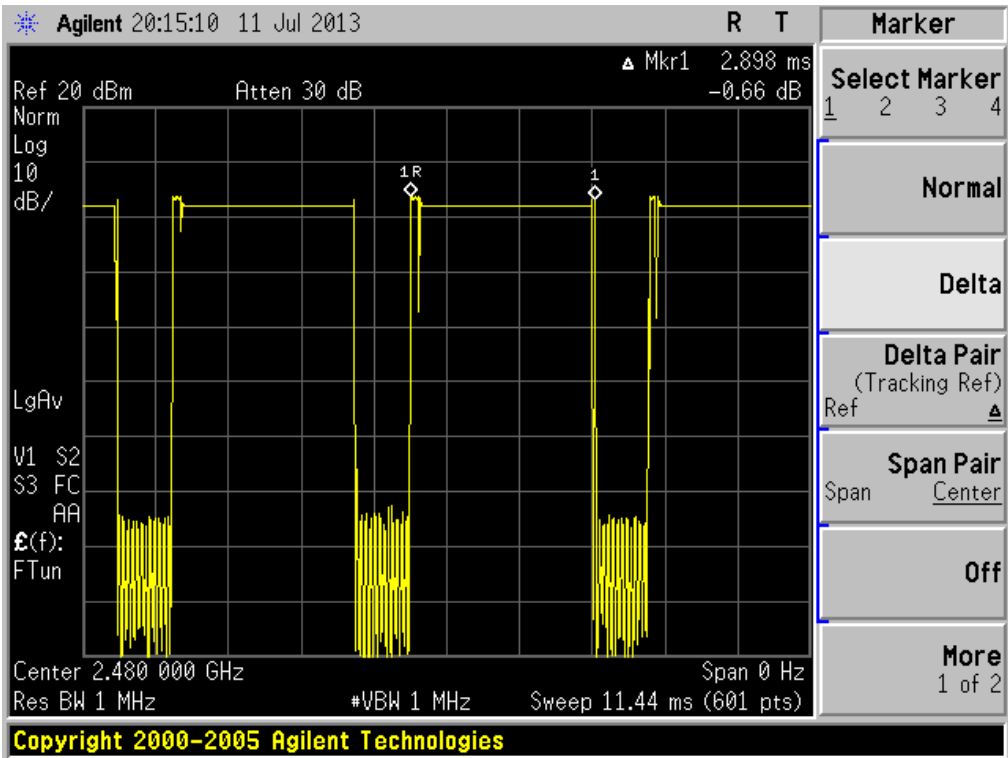 Agilent 20:15:10 11 Jul 2013 R T
Marker
Δ Mkr1 2.898 ms
Ref 20 dBm Atten 30 dB -0.66 dB
Norm
Log
10
dB/
1R
1
LgAv
V1 S2
S3 FC
AA
£(f):
FTun
Center 2.480 000 GHz Span 0 Hz
Res BW 1 MHz #VBW 1 MHz Sweep 11.44 ms (601 pts)
Copyright 2000-2005 Agilent Technologies
Select Marker
1 2 3 4
Normal
Delta
Delta Pair
(Tracking Ref)
Ref Δ
Span Pair
Span Center
Off
More
1 of 2